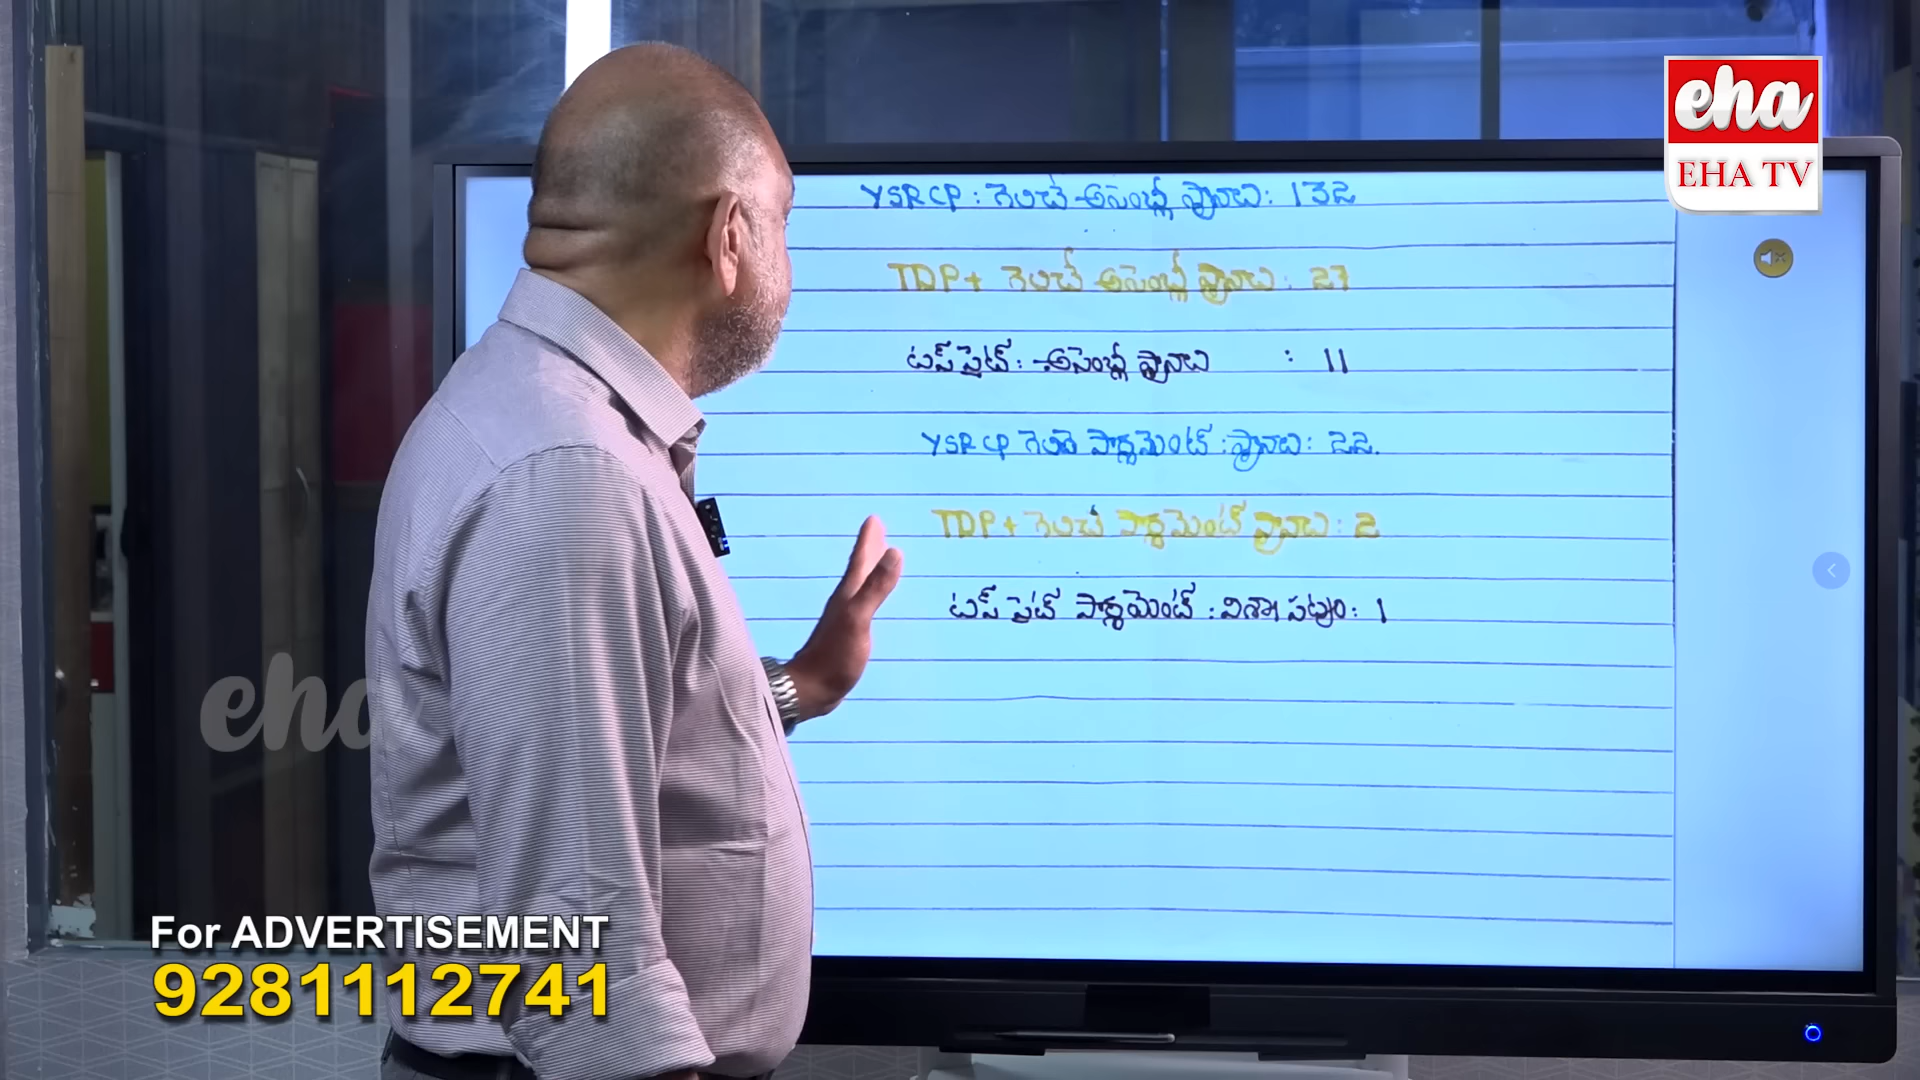 eha
EHA TV
YSRCP : గెలిచే అసెంబ్లీ స్థానాలు : 132
TDP+ గెలిచే అసెంబ్లీ స్థానాలు : 27
టఫ్ ఫైట్ : అసెంబ్లీ స్థానాలు : 11
YSRCP గెలిచే పార్లమెంట్ : స్థానాలు : 22.
TDP+ గెలిచే పార్లమెంట్ స్థానాలు : 2
టఫ్ ఫైట్ పార్లమెంట్ : విశాఖపట్నం : 1
eha
For ADVERTISEMENT
9281112741